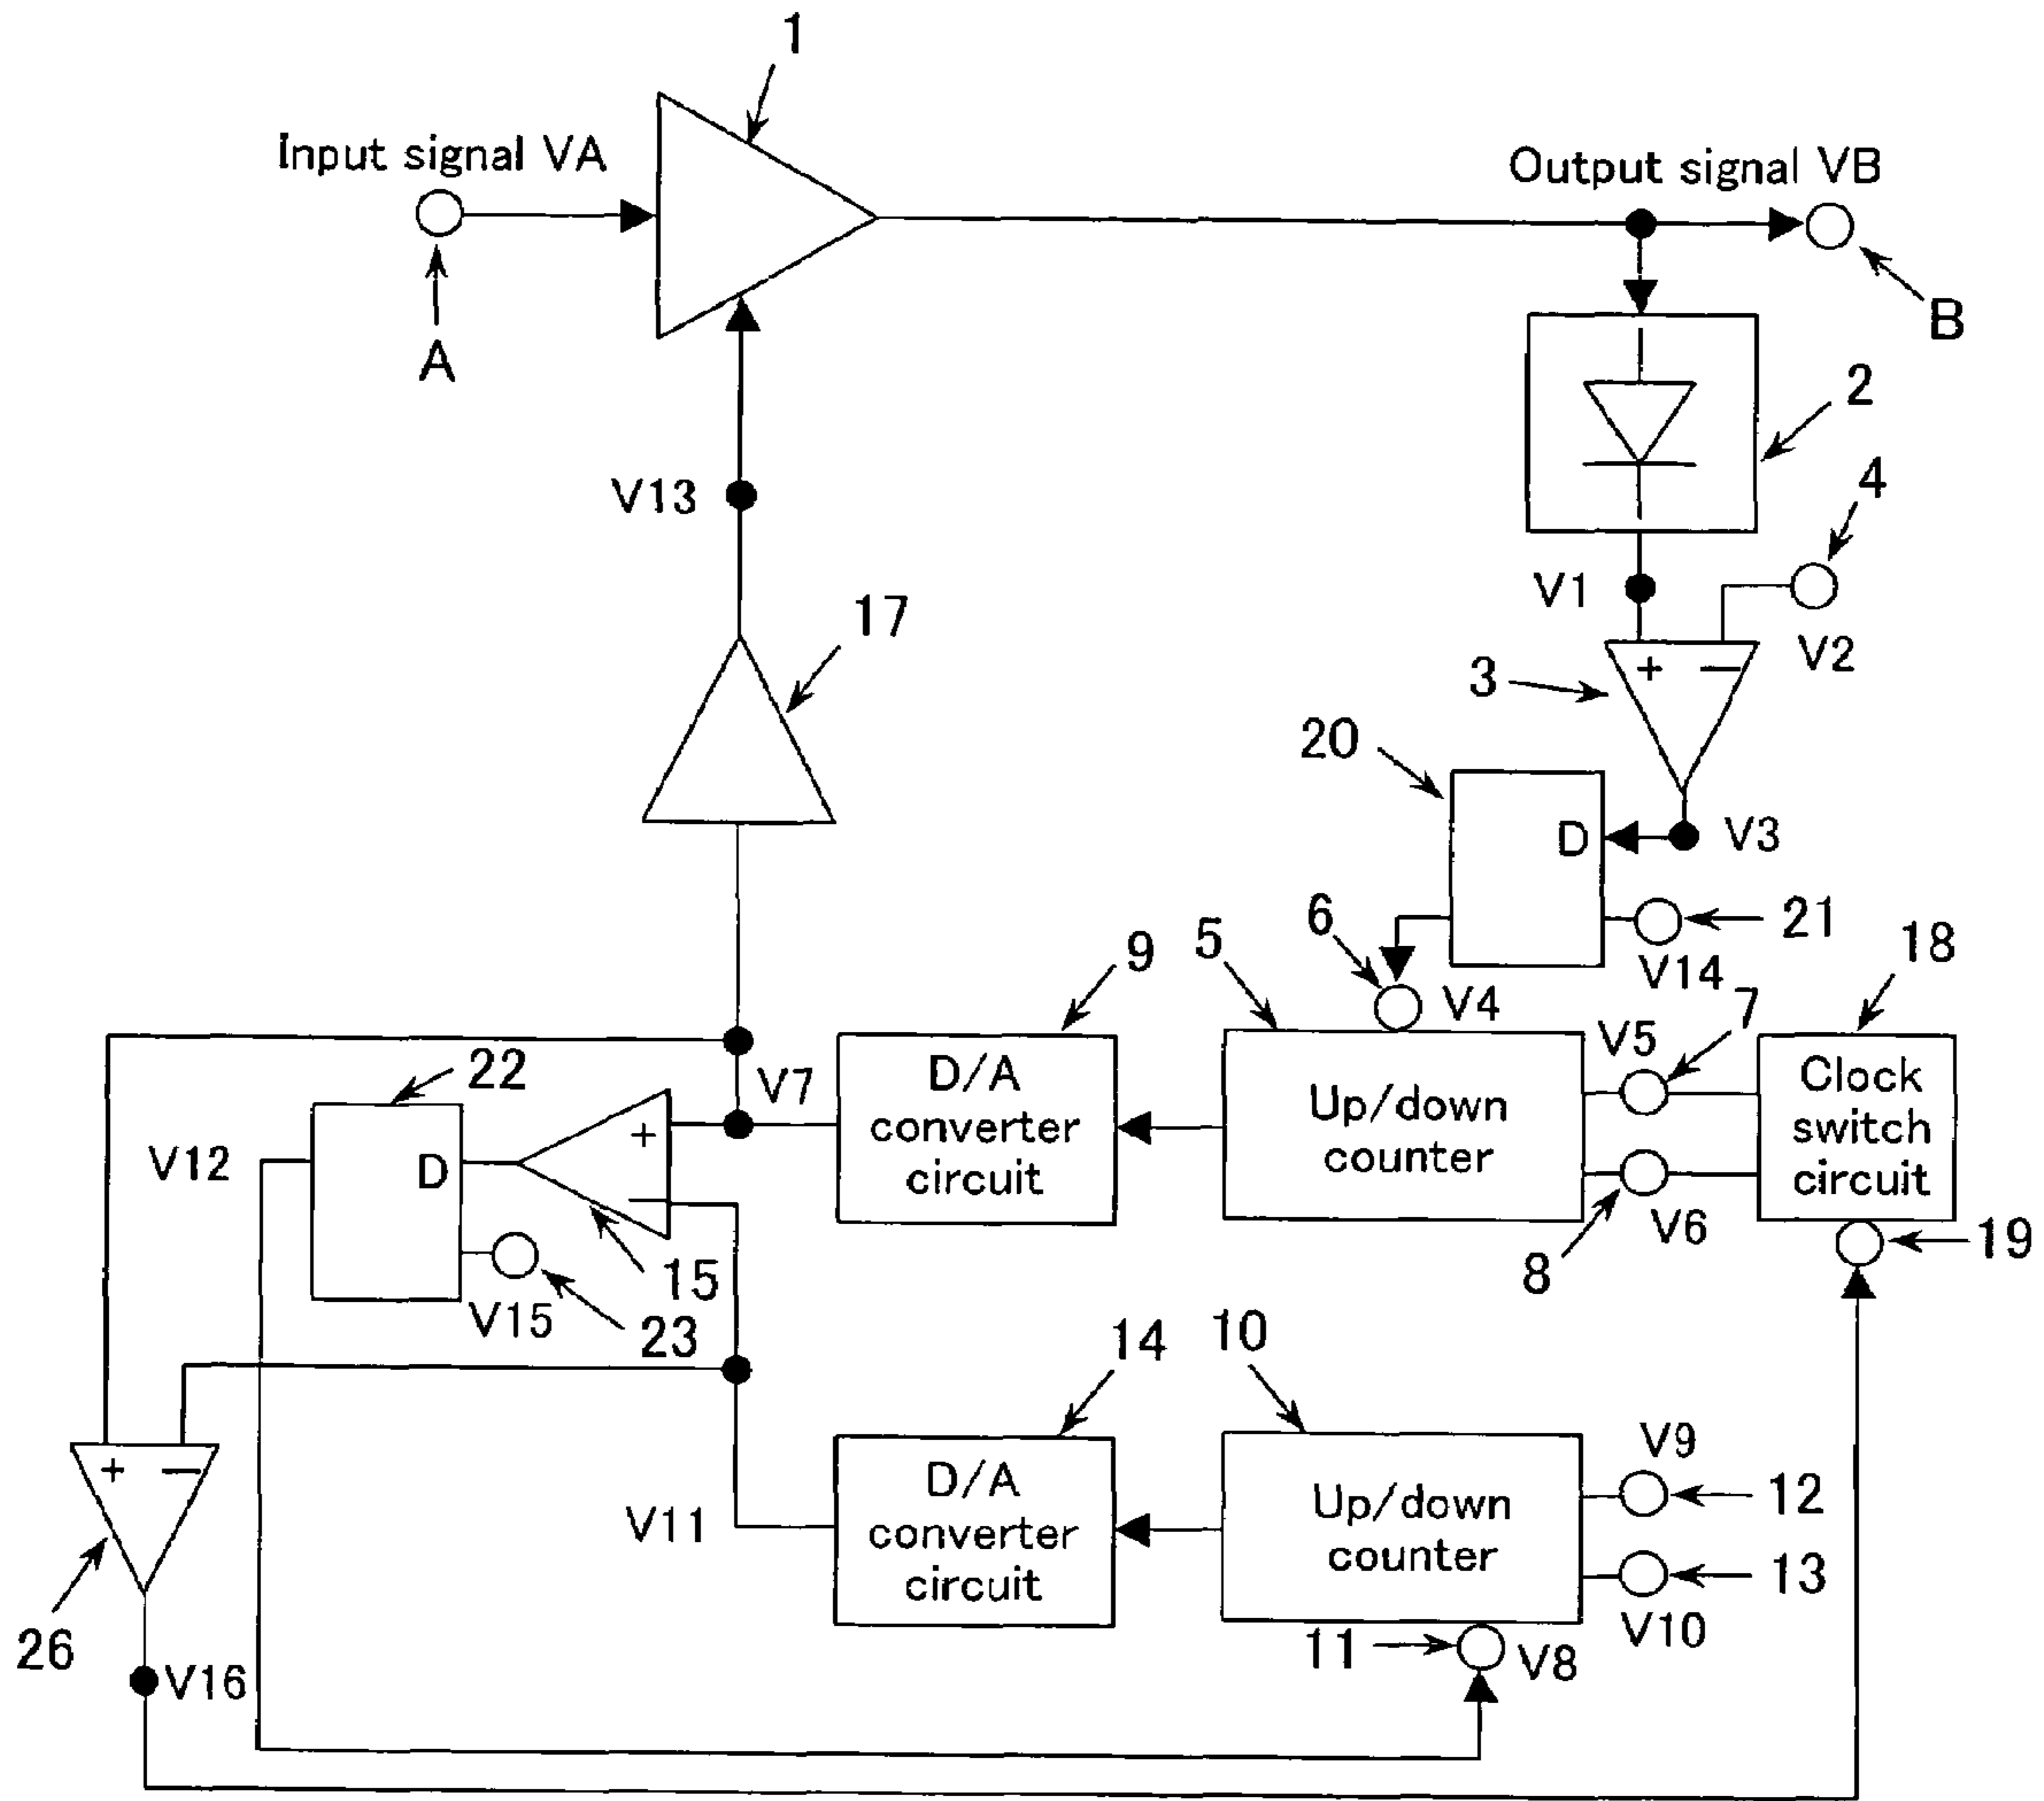 1
Input signal VA
Output signal VB
A
B
2
4
V13
V1
V2
17
3
+ −
20
D
V3
6
21
9
5
18
V14
V4
7
V5
22
V7
D/A
converter
circuit
Up/down
counter
Clock
switch
circuit
V12
D
+
−
V6
8
19
15
V15
23
14
10
V9
+ −
D/A
converter
circuit
Up/down
counter
12
V11
13
26
V10
11
V8
V16